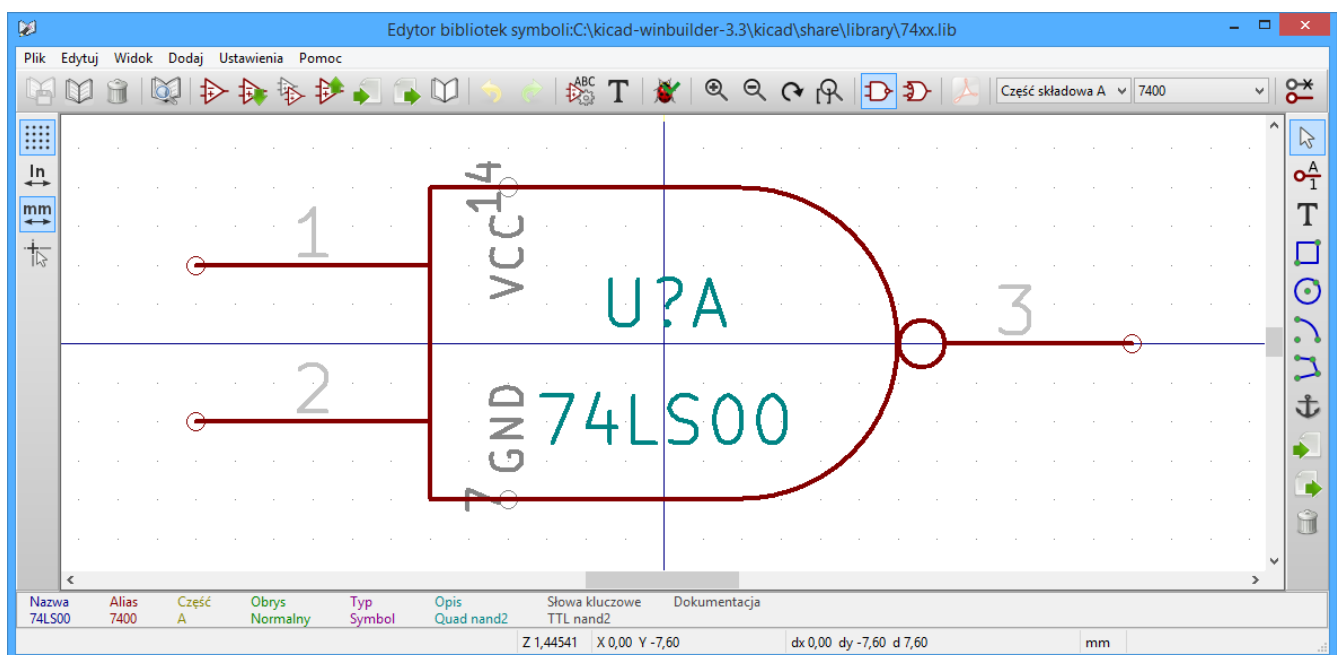 Edytor bibliotek symboli:C:\kicad-winbuilder-3.3\kicad\share\library\74xx.lib
Plik Edytuj Widok Dodaj Ustawienia Pomoc
ABC T Część składowa A 7400
In
mm
A
1
T
14
VCC
1
U?A
3
2
GND
74LS00
7
Nazwa Alias Część Obrys Typ Opis Słowa kluczowe Dokumentacja
74LS00 7400 A Normalny Symbol Quad nand2 TTL nand2
Z 1,44541 X 0,00 Y -7,60 dx 0,00 dy -7,60 d 7,60 mm